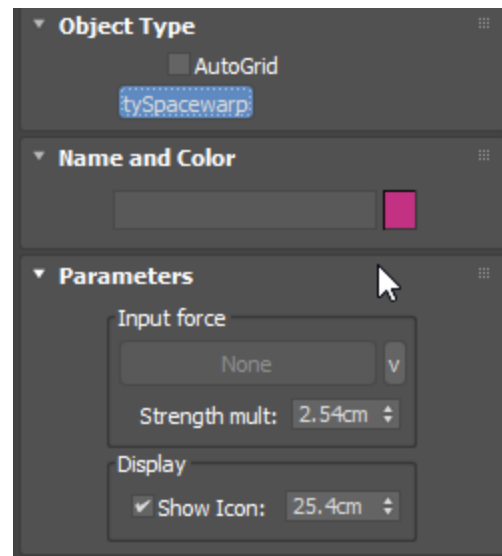 Object Type
AutoGrid
tySpacewarp
Name and Color
Parameters
Input force
None
v
Strength mult: 2.54cm
Display
Show Icon: 25.4cm